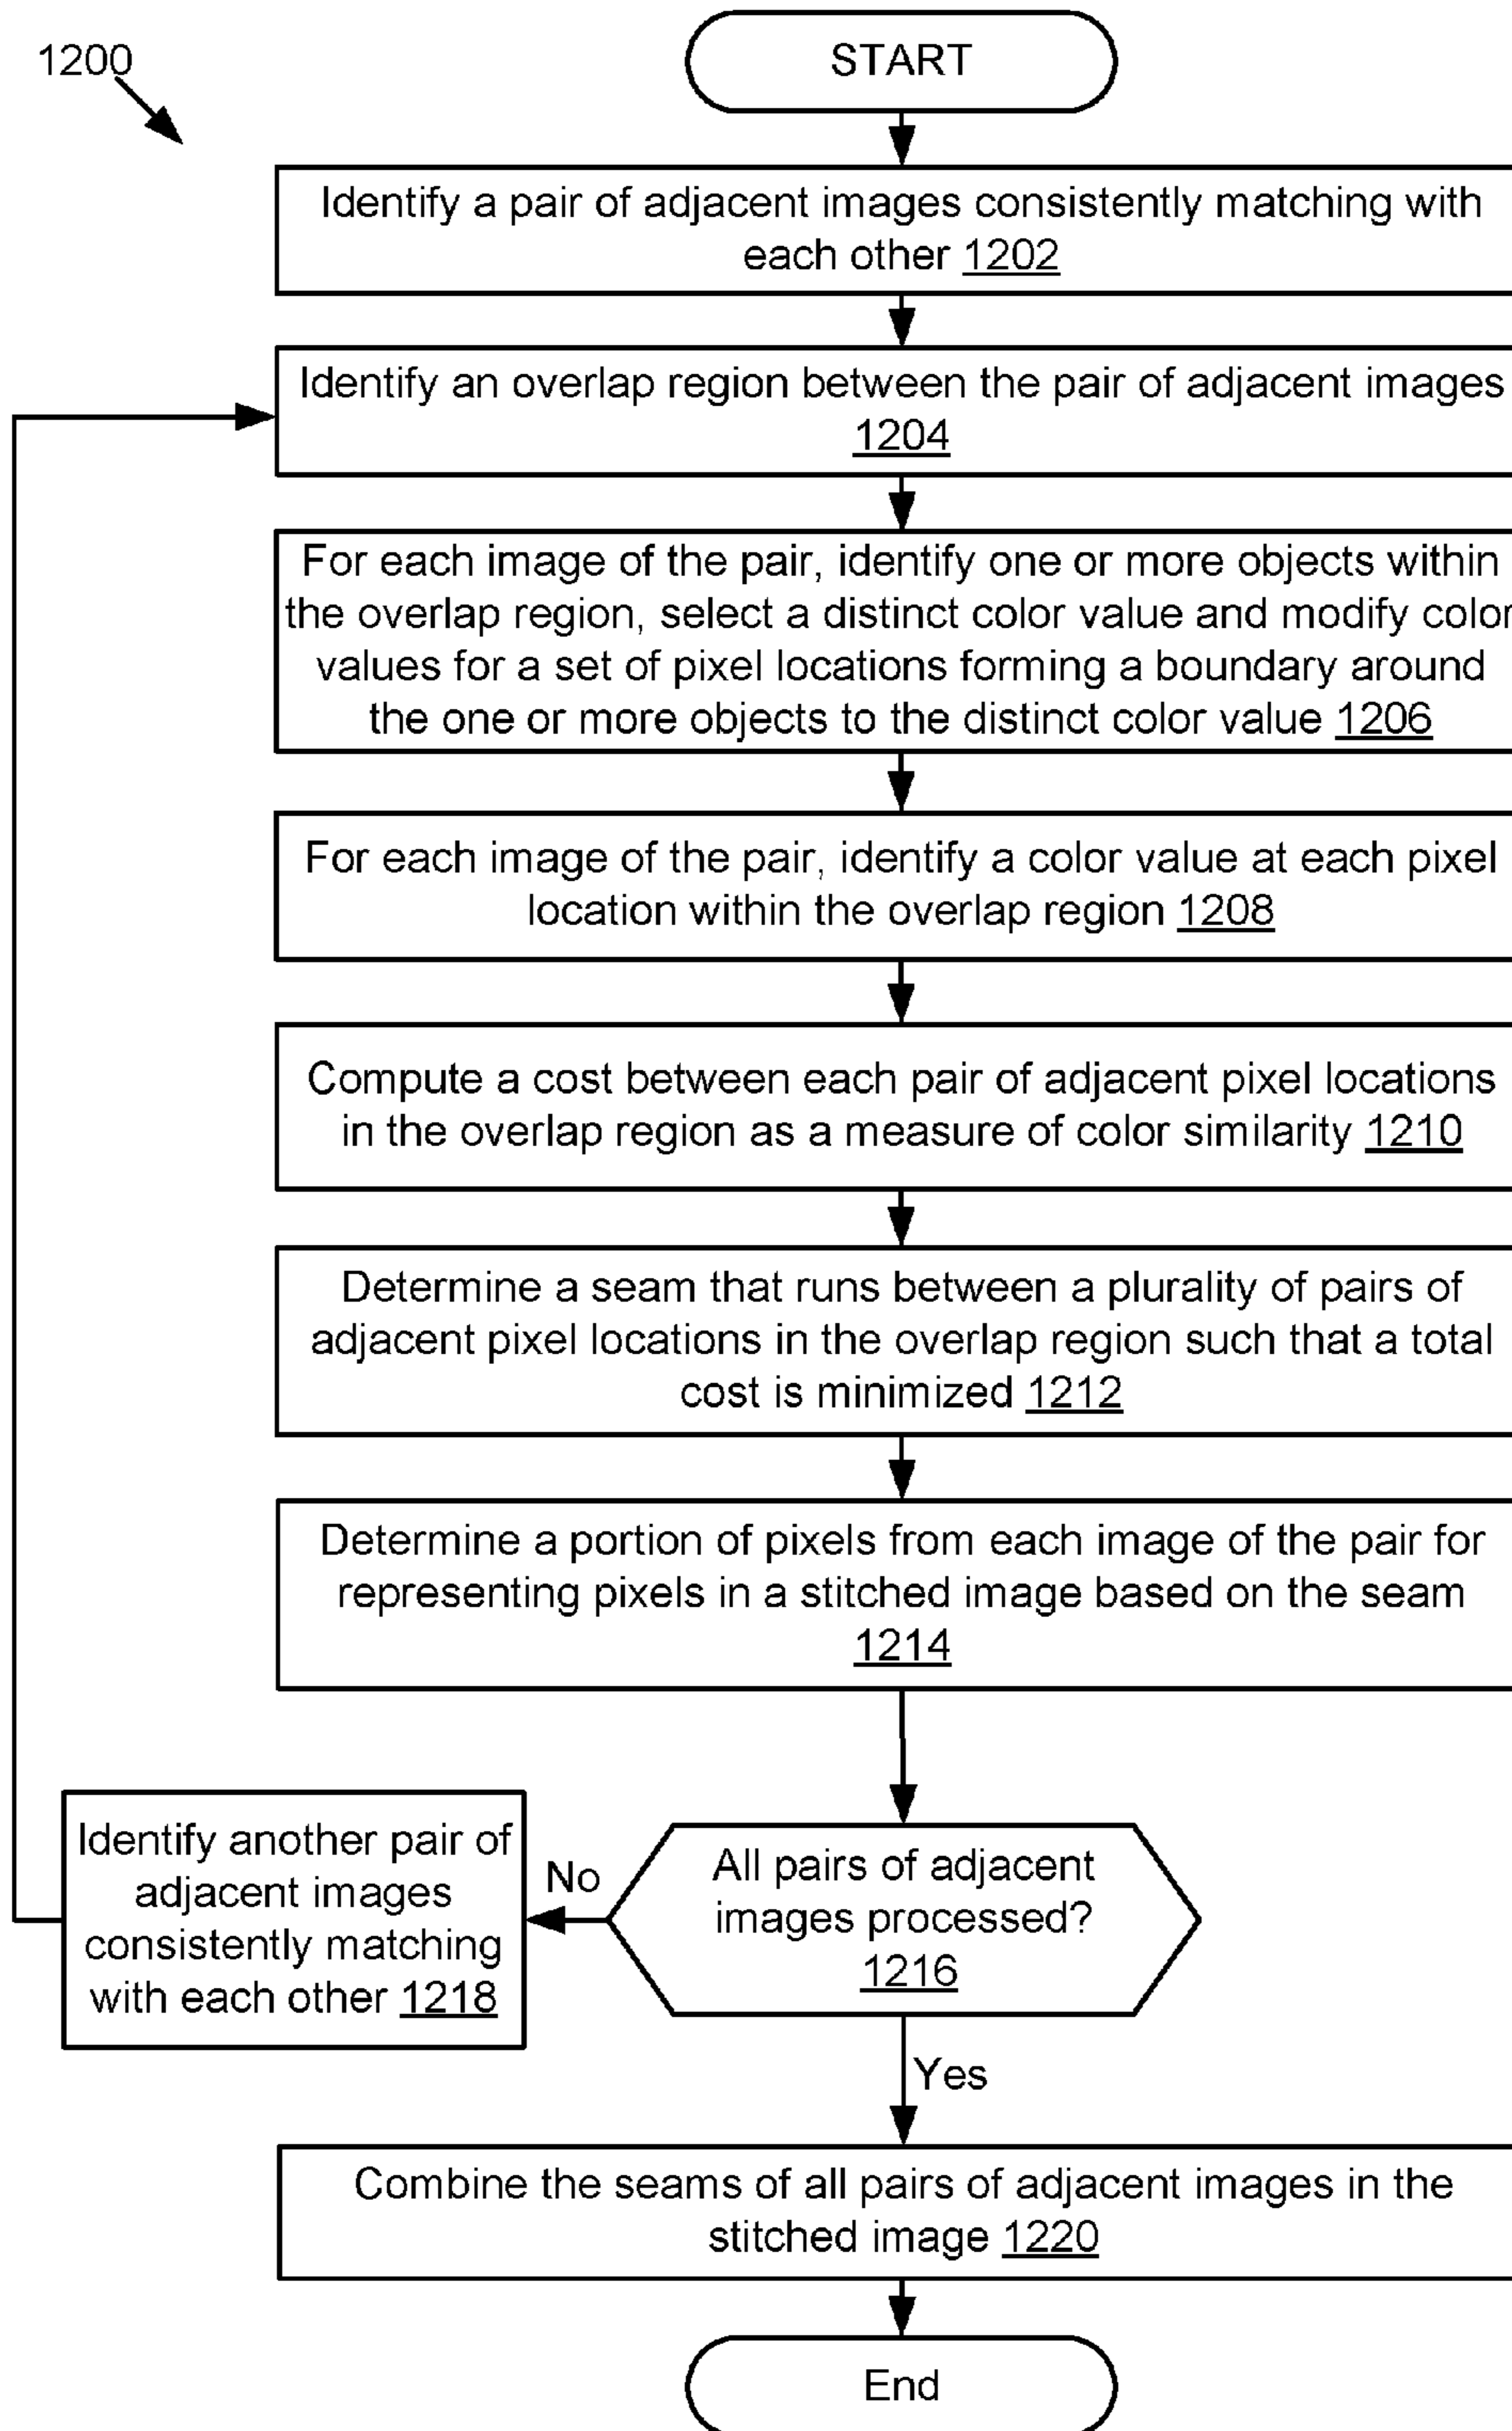 1200
START
Identify a pair of adjacent images consistently matching with
each other 1202
Identify an overlap region between the pair of adjacent images
1204
For each image of the pair, identify one or more objects within
the overlap region, select a distinct color value and modify color
values for a set of pixel locations forming a boundary around
the one or more objects to the distinct color value 1206
For each image of the pair, identify a color value at each pixel
location within the overlap region 1208
Compute a cost between each pair of adjacent pixel locations
in the overlap region as a measure of color similarity 1210
Determine a seam that runs between a plurality of pairs of
adjacent pixel locations in the overlap region such that a total
cost is minimized 1212
Determine a portion of pixels from each image of the pair for
representing pixels in a stitched image based on the seam
1214
All pairs of adjacent
images processed?
1216
No
Identify another pair of
adjacent images
consistently matching
with each other 1218
Yes
Combine the seams of all pairs of adjacent images in the
stitched image 1220
End